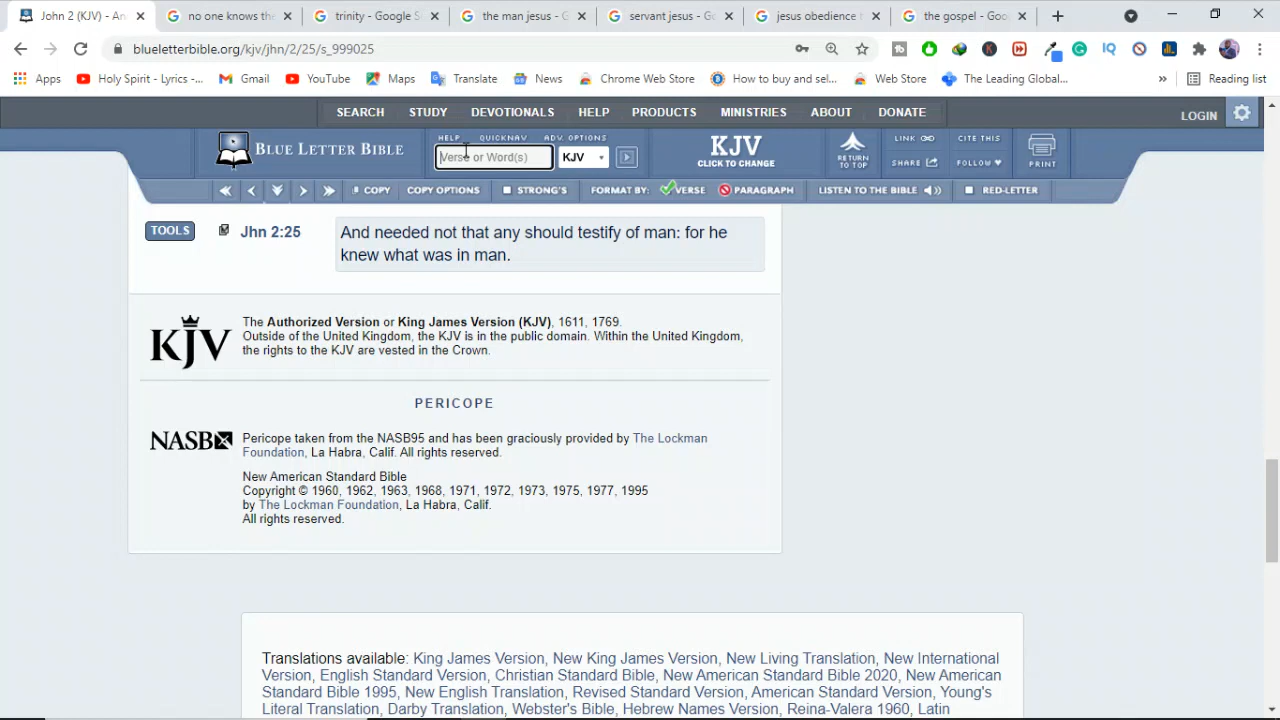 John 2 (KJV) - An
no one knows the
trinity - Google S
the man jesus - G
servant jesus - Go
jesus obedience t
the gospel - Goo
blueletterbible.org/kjv/jhn/2/25/s_999025
Apps
Holy Spirit - Lyrics -...
Gmail
YouTube
Maps
Translate
News
Chrome Web Store
How to buy and sel...
Web Store
The Leading Global...
»
Reading list
SEARCH STUDY DEVOTIONALS HELP PRODUCTS MINISTRIES ABOUT DONATE
LOGIN
HELP QUICKNAV ADV. OPTIONS
BLUE LETTER BIBLE
Verse or Word(s)
KJV
KJV
CLICK TO CHANGE
RETURN
TO TOP
LINK
CITE THIS
SHARE
FOLLOW
PRINT
COPY COPY OPTIONS STRONG'S FORMAT BY: VERSE PARAGRAPH LISTEN TO THE BIBLE RED-LETTER
TOOLS
Jhn 2:25
And needed not that any should testify of man: for he
knew what was in man.
KJV
The Authorized Version or King James Version (KJV), 1611, 1769.
Outside of the United Kingdom, the KJV is in the public domain. Within the United Kingdom,
the rights to the KJV are vested in the Crown.
PERICOPE
NASB
Pericope taken from the NASB95 and has been graciously provided by The Lockman
Foundation, La Habra, Calif. All rights reserved.
New American Standard Bible
Copyright © 1960, 1962, 1963, 1968, 1971, 1972, 1973, 1975, 1977, 1995
by The Lockman Foundation, La Habra, Calif.
All rights reserved.
Translations available: King James Version, New King James Version, New Living Translation, New International
Version, English Standard Version, Christian Standard Bible, New American Standard Bible 2020, New American
Standard Bible 1995, New English Translation, Revised Standard Version, American Standard Version, Young's
Literal Translation, Darby Translation, Webster's Bible, Hebrew Names Version, Reina-Valera 1960, Latin